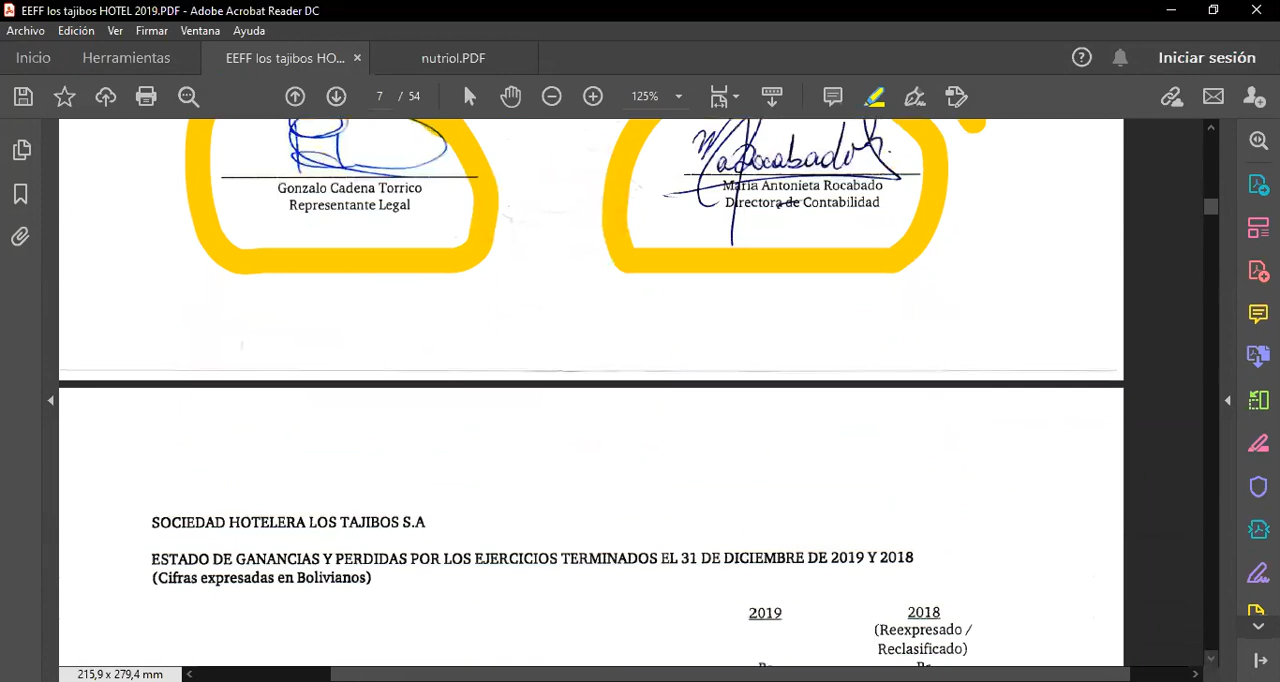 EEFF los tajibos HOTEL 2019.PDF - Adobe Acrobat Reader DC
Archivo Edición Ver Firmar Ventana Ayuda
Inicio Herramientas EEFF los tajibos HO... × nutriol.PDF Iniciar sesión
7 / 54 125%
Gonzalo Cadena Torrico
Representante Legal
Ma Rocabado
Maria Antonieta Rocabado
Directora de Contabilidad
SOCIEDAD HOTELERA LOS TAJIBOS S.A
ESTADO DE GANANCIAS Y PERDIDAS POR LOS EJERCICIOS TERMINADOS EL 31 DE DICIEMBRE DE 2019 Y 2018
(Cifras expresadas en Bolivianos)
2019 2018
(Reexpresado /
Reclasificado)
215,9 x 279,4 mm